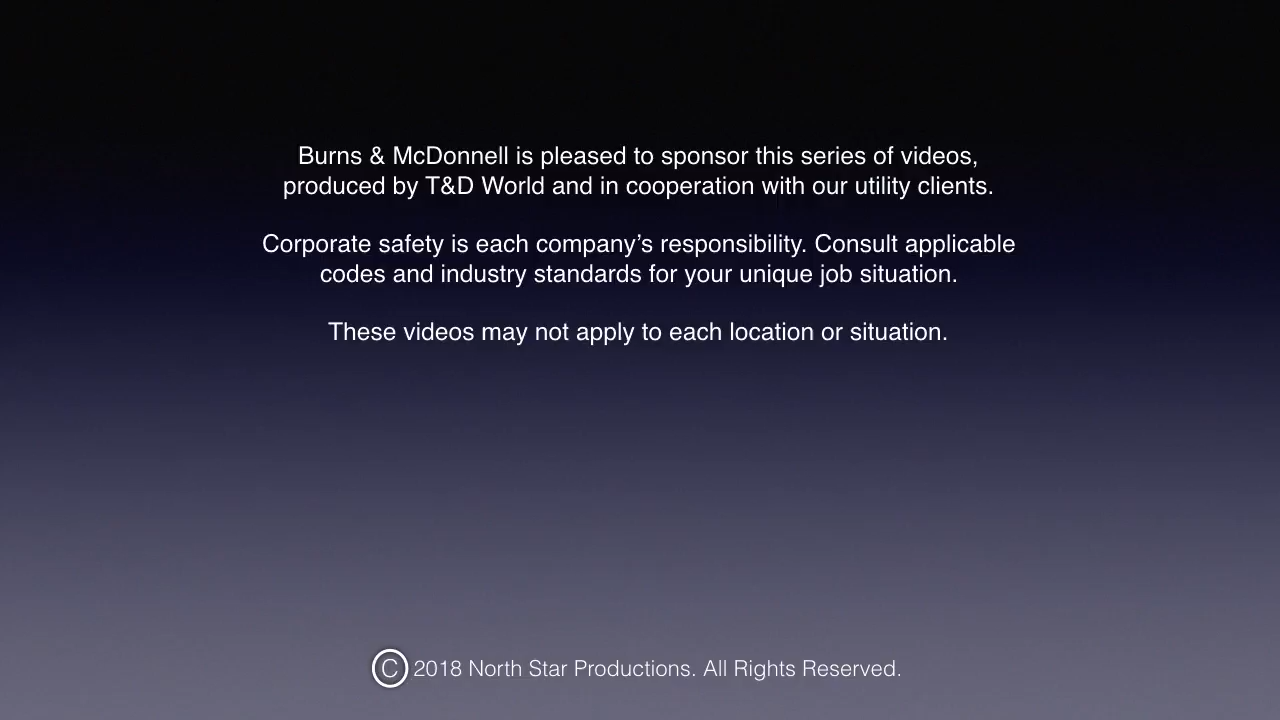 Burns & McDonnell is pleased to sponsor this series of videos,
produced by T&D World and in cooperation with our utility clients.
Corporate safety is each company’s responsibility. Consult applicable
codes and industry standards for your unique job situation.
These videos may not apply to each location or situation.
© 2018 North Star Productions. All Rights Reserved.